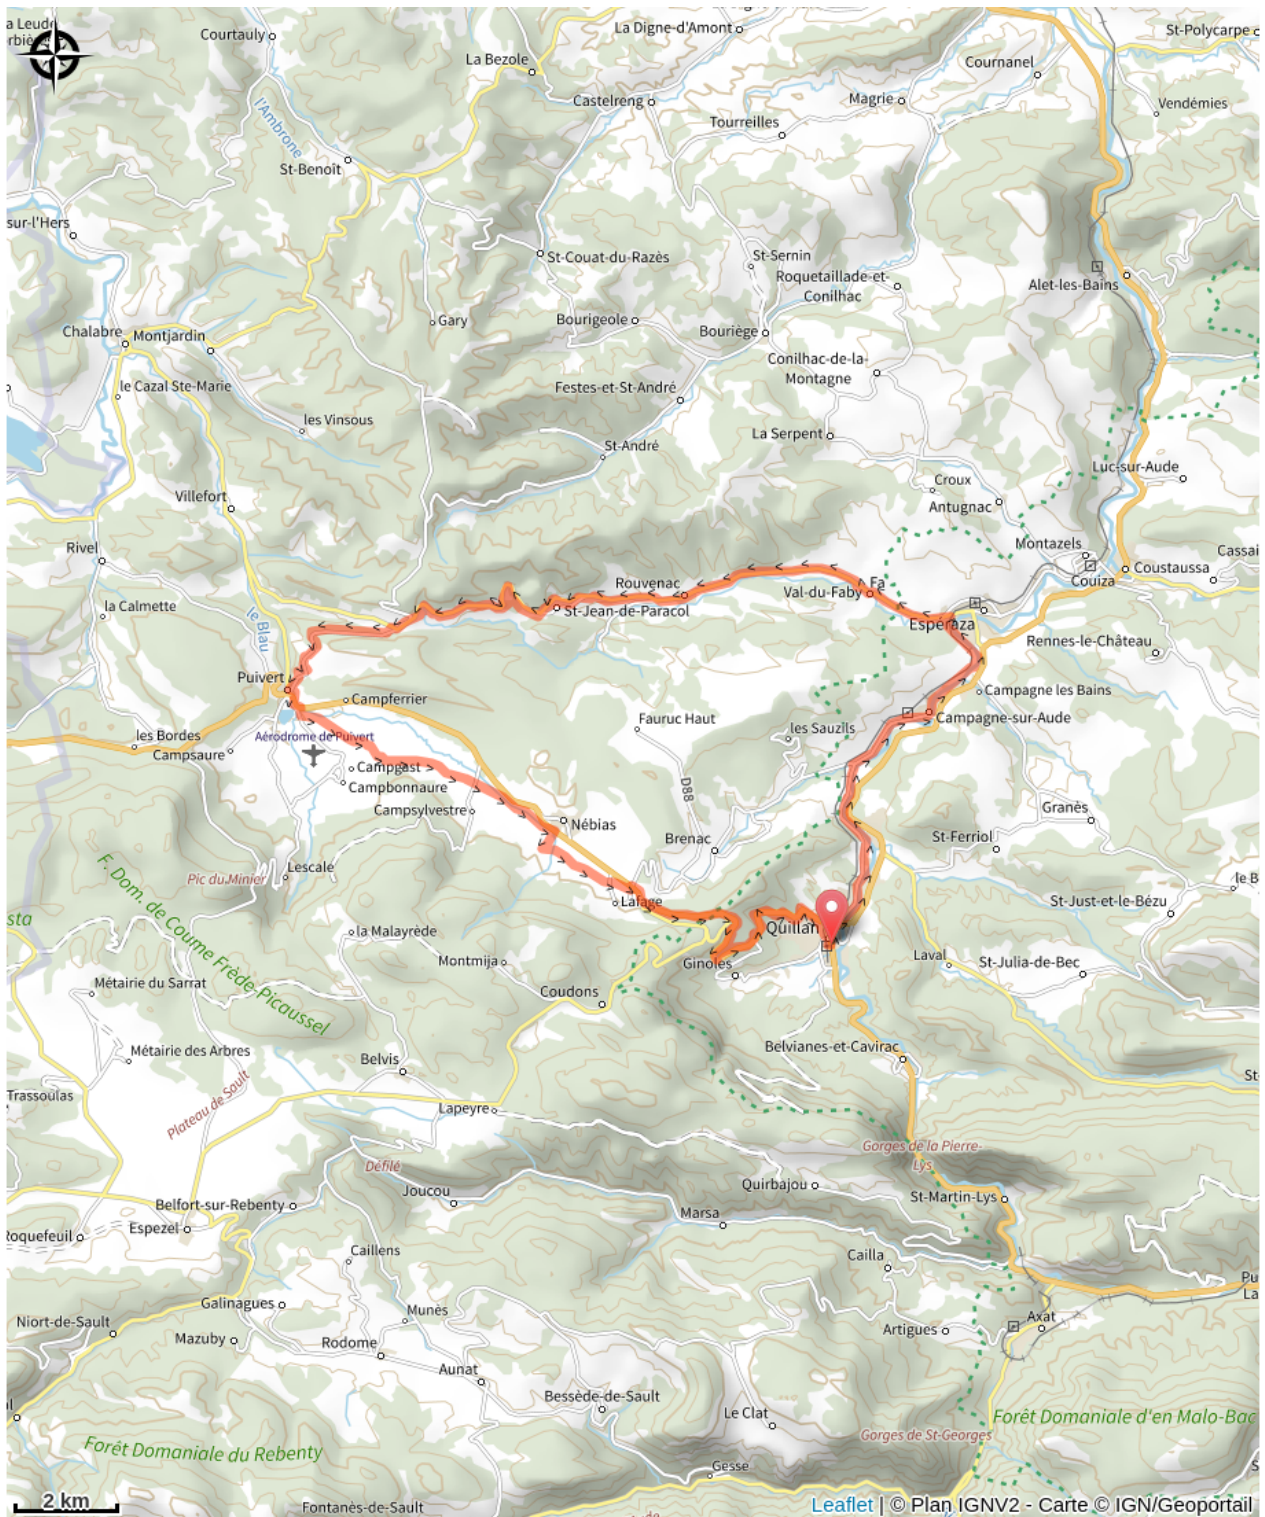 a Leude
Courtauly
La Digne-d'Amont
St-Polycarpe
La Bezole
Cournanel
Castelreng
Magrie
Vendémies
l'Ambrone
Tourreilles
St-Benoît
sur-l'Hers
St-Couat-du-Razès
St-Sernin
Roquetaillade-et-
Conilhac
Alet-les-Bains
Gary
Bourigeole
Bouriège
Chalabre
Montjardin
Conilhac-de-la-
Montagne
le Cazal Ste-Marie
Festes-et-St-André
les Vinsous
La Serpent
St-André
Luc-sur-Aude
Croux
Villefort
Antugnac
Rivel
Montazels
Cassai
Coustaussa
Couiza
Rouvenac
Fa
Val-du-Faby
la Calmette
St-Jean-de-Paracol
le Blau
Espéraza
Rennes-le-Château
Puivert
Campferrier
Campagne les Bains
Fauruc Haut
Campagne-sur-Aude
les Bordes
Aérodrome de Puivert
les Sauzils
Campsaure
Campgast
Campbonnaure
D88
Campsylvestre
Granès
Nébias
St-Ferriol
Brenac
Lescale
Pic du Minier
le B
Lafage
St-Just-et-le-Bézu
F. Dom. de Coume Frède-Picaussel
sta
Quillan
la Malayrède
Montmija
Ginoles
Laval
St-Julia-de-Bec
Métairie du Sarrat
Coudons
Métairie des Arbres
Belvianes-et-Cavirac
Belvis
St-
Trassoulas
Plateau de Sault
Lapeyre
Gorges de la Pierre-
Lys
Défilé
Joucou
Quirbajou
St-Martin-Lys
Belfort-sur-Rebenty
Marsa
Roquefeuil
Espezel
Caillens
Cailla
Pu
La
Galinagues
Munès
Niort-de-Sault
Axat
Mazuby
Rodome
Artigues
Aunat
Bessède-de-Sault
Le Clat
Forêt Domaniale d'en Malo-Bac
Gorges de St-Georges
Forêt Domaniale du Rebenty
Gesse
2 km
Fontanès-de-Sault
Leaflet | © Plan IGNV2 - Carte © IGN/Geoportail